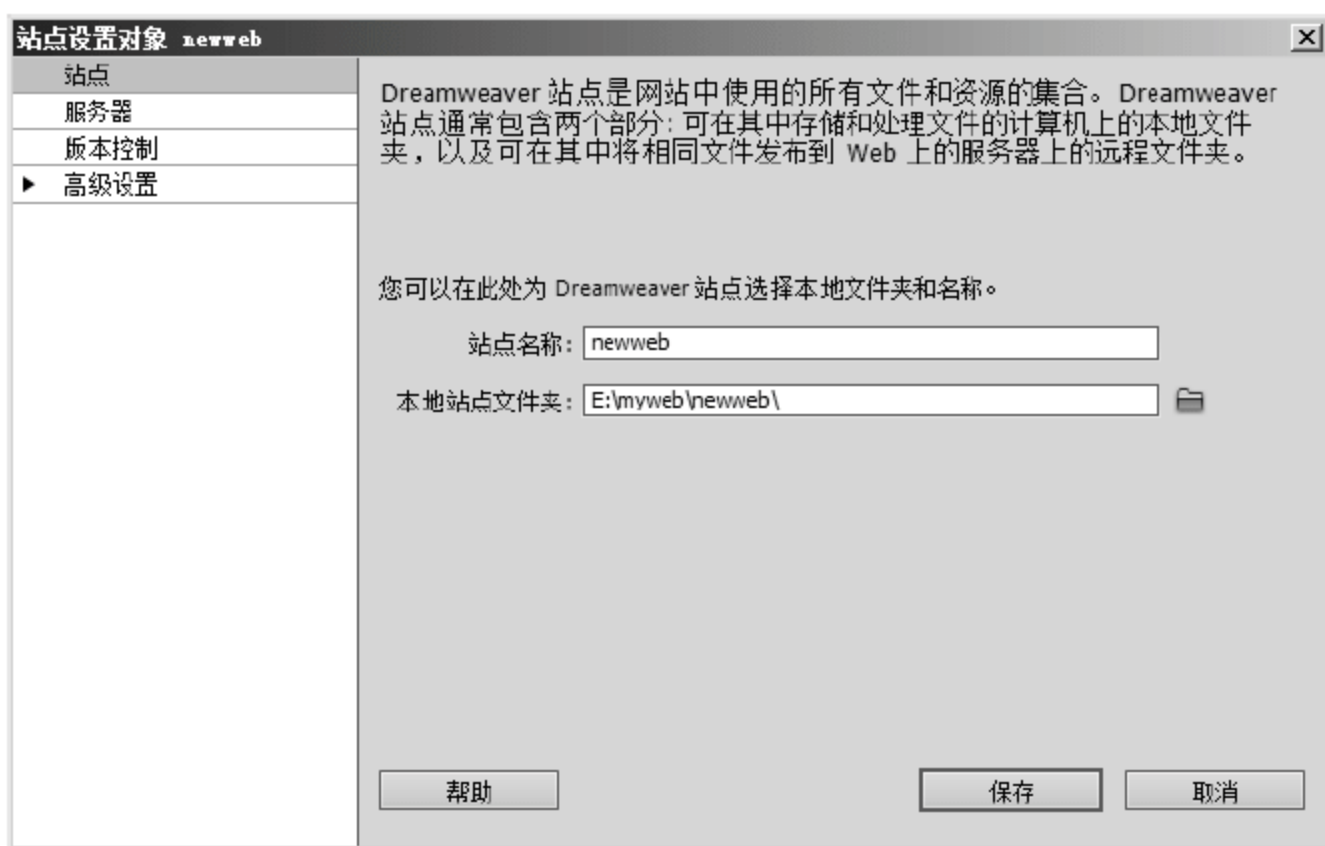 站点设置对象 newweb
站点
服务器
版本控制
高级设置
Dreamweaver 站点是网站中使用的所有文件和资源的集合。Dreamweaver
站点通常包含两个部分：可在其中存储和处理文件的计算机上的本地文件
夹，以及可在其中将相同文件发布到 Web 上的服务器上的远程文件夹。
您可以在此处为 Dreamweaver 站点选择本地文件夹和名称。
站点名称：newweb
本地站点文件夹：E:\myweb\newweb\
帮助 保存 取消